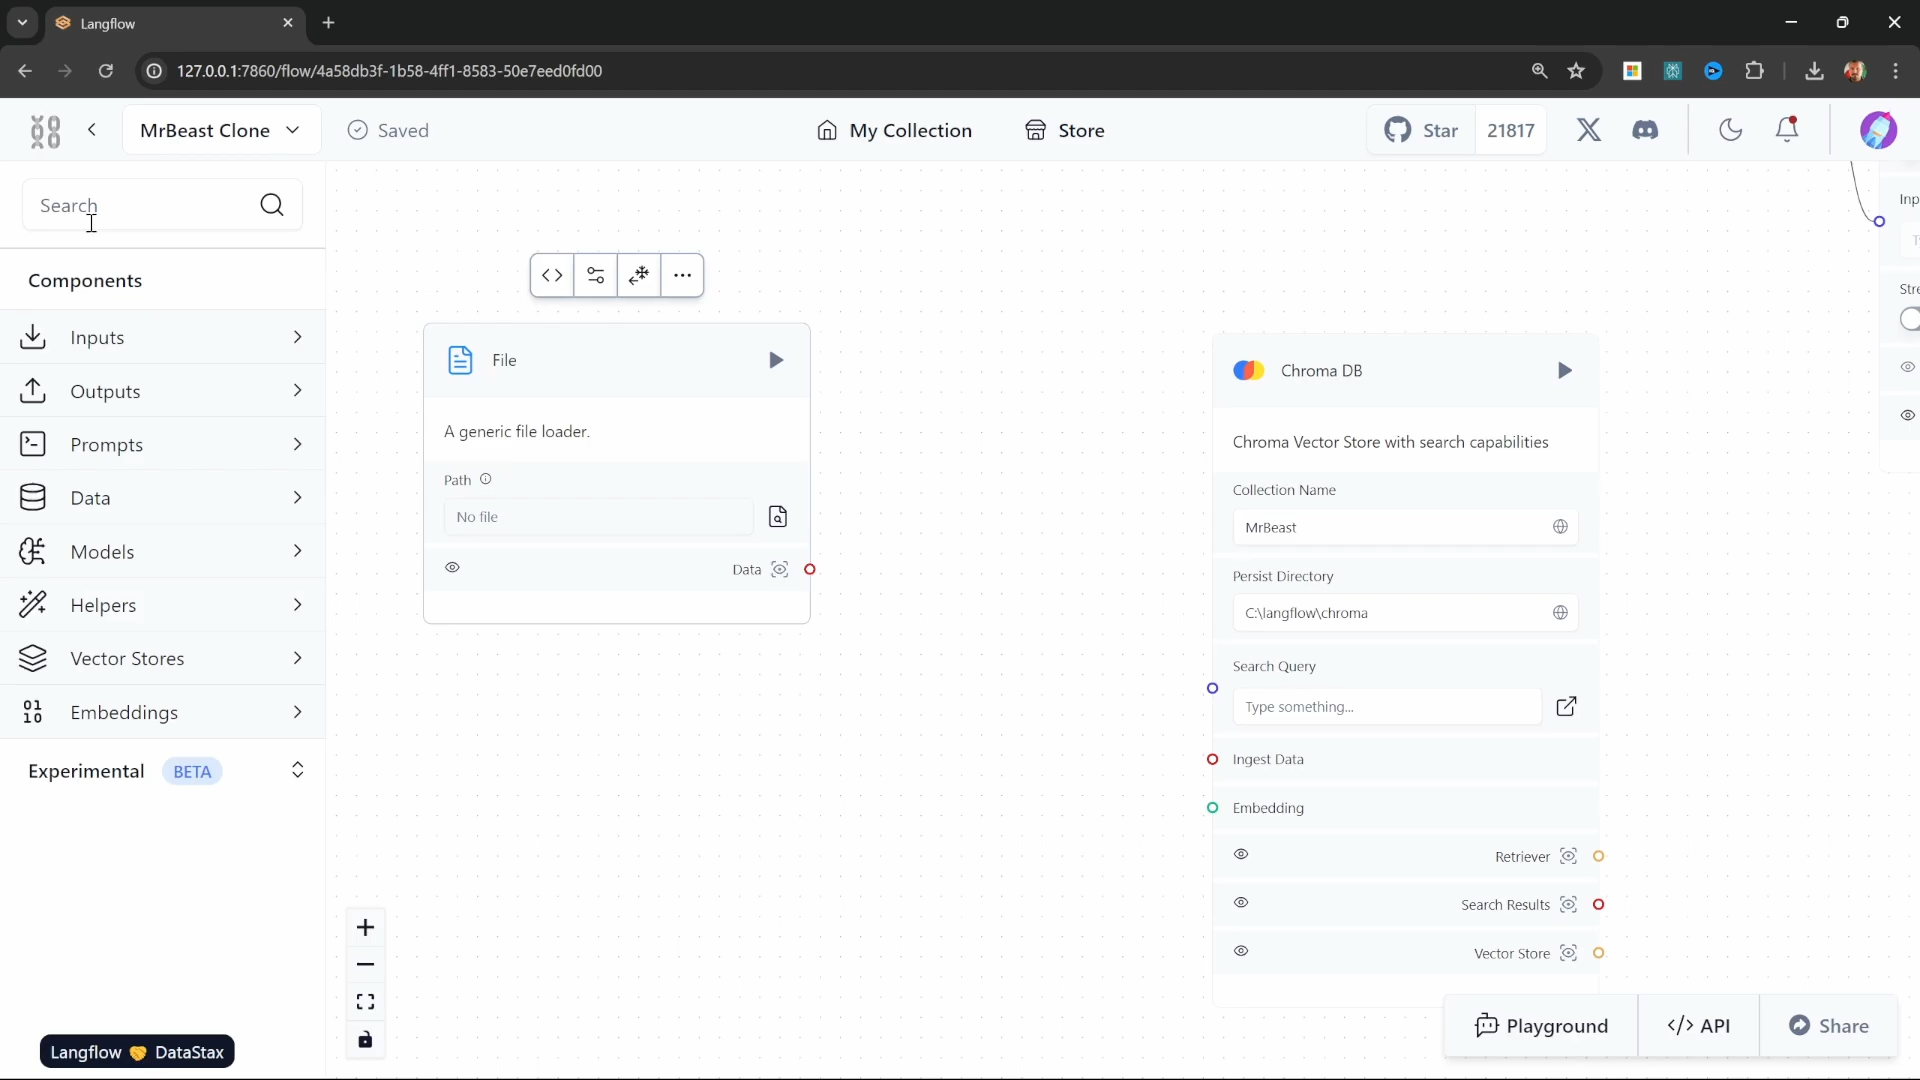 Langflow
127.0.0.1:7860/flow/4a58db3f-1b58-4ff1-8583-50e7eed0fd00
MrBeast Clone
Saved
My Collection
Store
Star
21817
Search
Components
Inputs
Outputs
Prompts
Data
Models
Helpers
Vector Stores
Embeddings
Experimental BETA
Langflow DataStax
File
A generic file loader.
Path
No file
Data
Chroma DB
Chroma Vector Store with search capabilities
Collection Name
MrBeast
Persist Directory
C:\langflow\chroma
Search Query
Type something...
Ingest Data
Embedding
Retriever
Search Results
Vector Store
Inp
Stre
Playground
</> API
Share